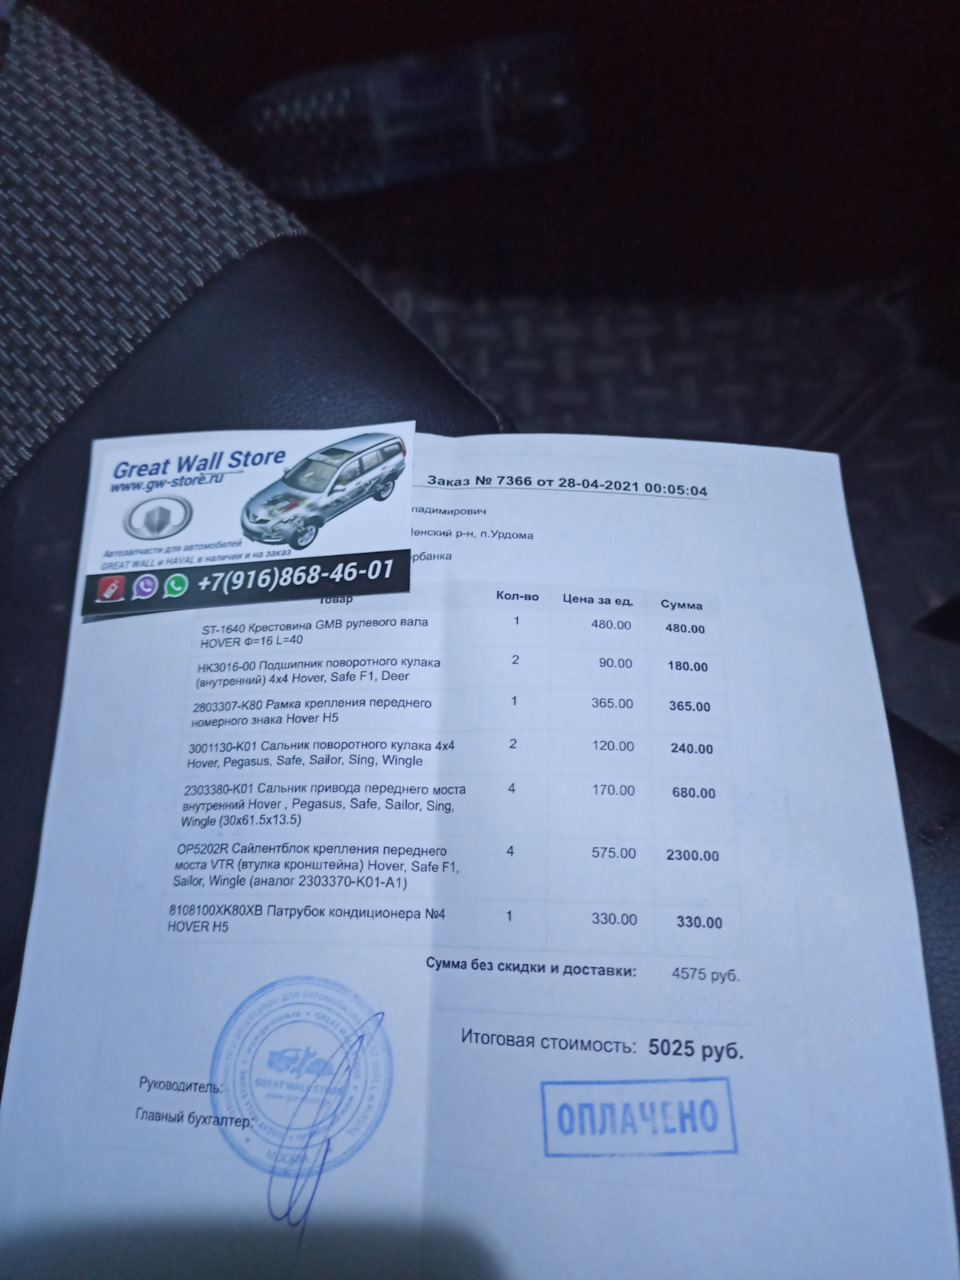 Great Wall Store
www.gw-store.ru
Автозапчасти для автомобилей
GREAT WALL и HAVAL в наличии и на заказ
+7(916)868-46-01
Заказ № 7366 от 28-04-2021 00:05:04
ладимирович
Ленский р-н, п.Урдома
рбанка
Товар Кол-во Цена за ед. Сумма
ST-1640 Крестовина GMB рулевого вала 1 480.00 480.00
HOVER Ф=16 L=40
HK3016-00 Подшипник поворотного кулака 2 90.00 180.00
(внутренний) 4x4 Hover, Safe F1, Deer
2803307-K80 Рамка крепления переднего 1 365.00 365.00
номерного знака Hover H5
3001130-K01 Сальник поворотного кулака 4x4 2 120.00 240.00
Hover, Pegasus, Safe, Sailor, Sing, Wingle
2303380-K01 Сальник привода переднего моста 4 170.00 680.00
внутренний Hover , Pegasus, Safe, Sailor, Sing,
Wingle (30x61.5x13.5)
OP5202R Сайлентблок крепления переднего 4 575.00 2300.00
моста VTR (втулка кронштейна) Hover, Safe F1,
Sailor, Wingle (аналог 2303370-K01-A1)
8108100XK80XB Патрубок кондиционера №4 1 330.00 330.00
HOVER H5
Сумма без скидки и доставки: 4575 руб.
Итоговая стоимость: 5025 руб.
Руководитель:
Главный бухгалтер:
GREAT WALL STORE
МОСКВА
ОПЛАЧЕНО